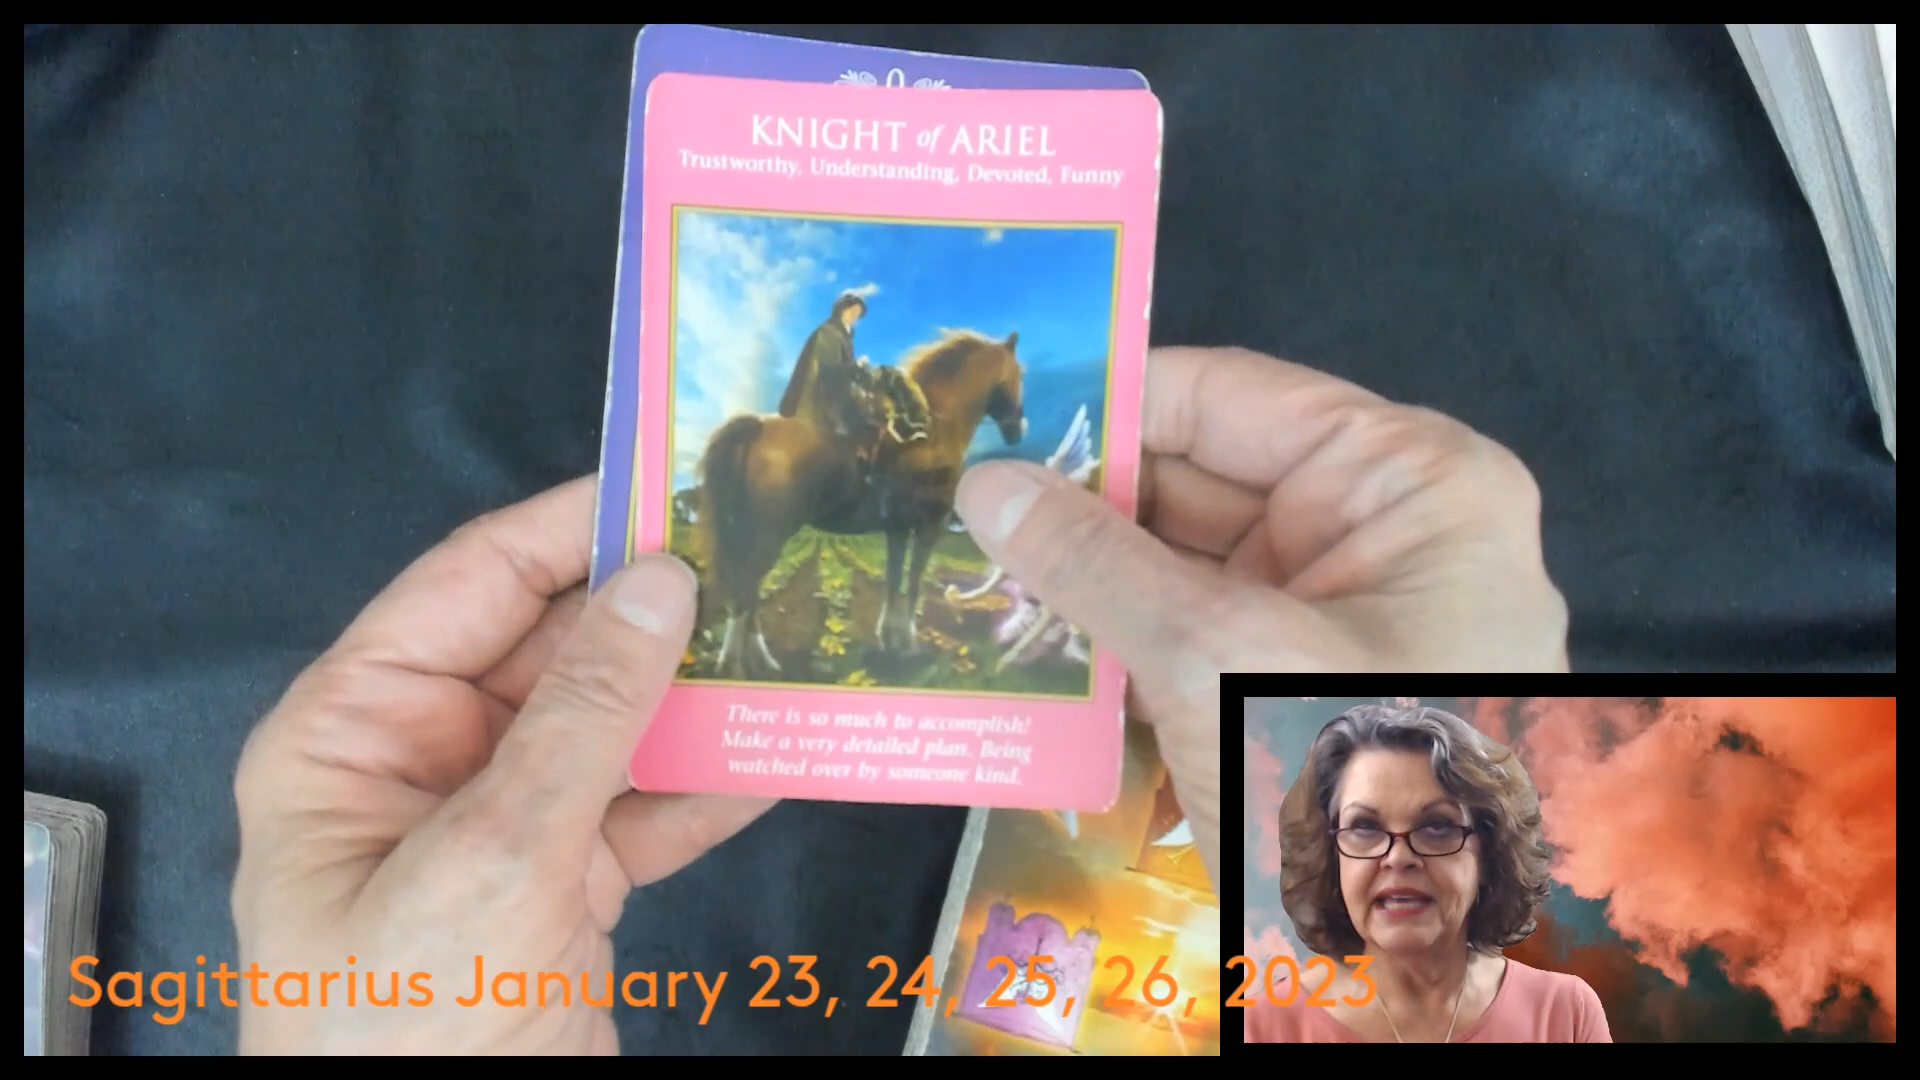 0
KNIGHT of ARIEL
Trustworthy, Understanding, Devoted, Funny
There is so much to accomplish!
Make a very detailed plan. Being
watched over by someone kind.
Sagittarius January 23, 24, 25, 26, 2023